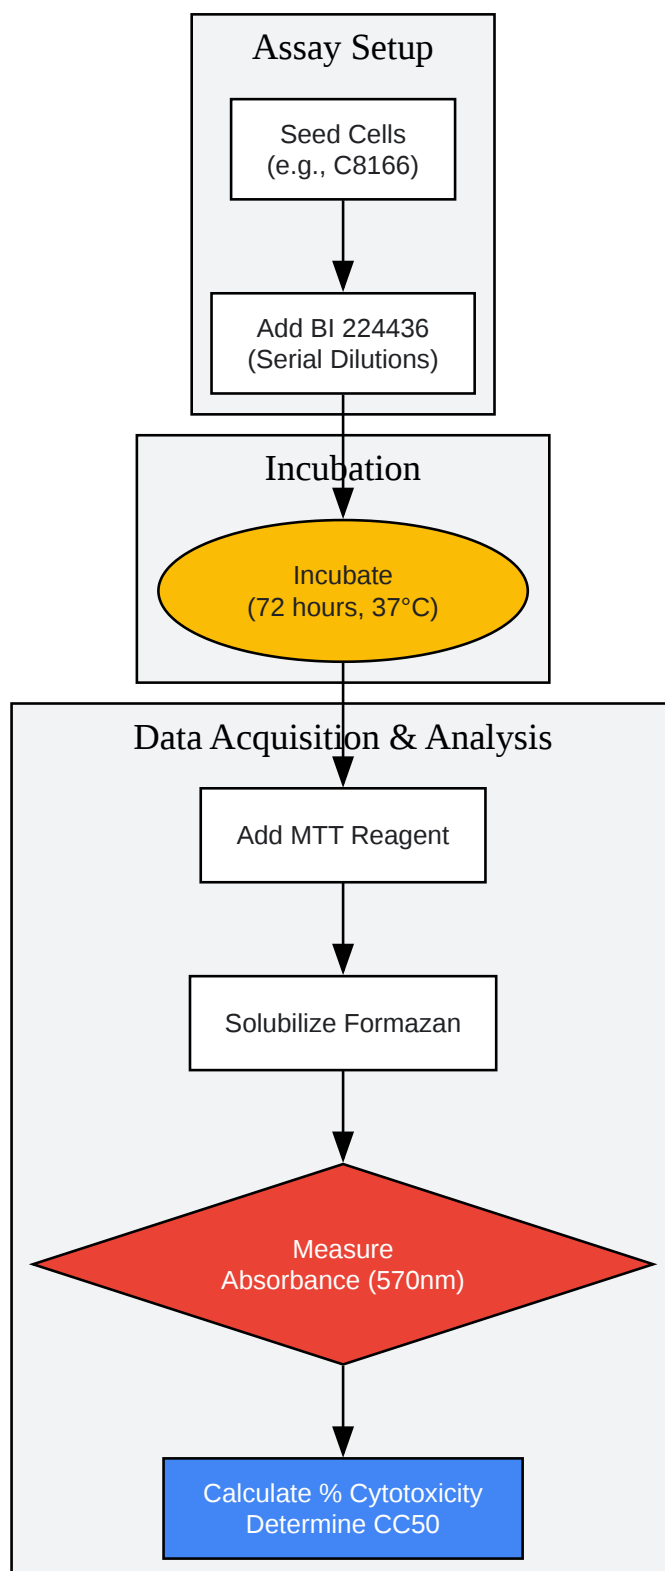 Assay Setup
Seed Cells
(e.g., C8166)
Add BI 224436
(Serial Dilutions)
Incubation
Incubate
(72 hours, 37°C)
Data Acquisition & Analysis
Add MTT Reagent
Solubilize Formazan
Measure
Absorbance (570nm)
Calculate % Cytotoxicity
Determine CC50